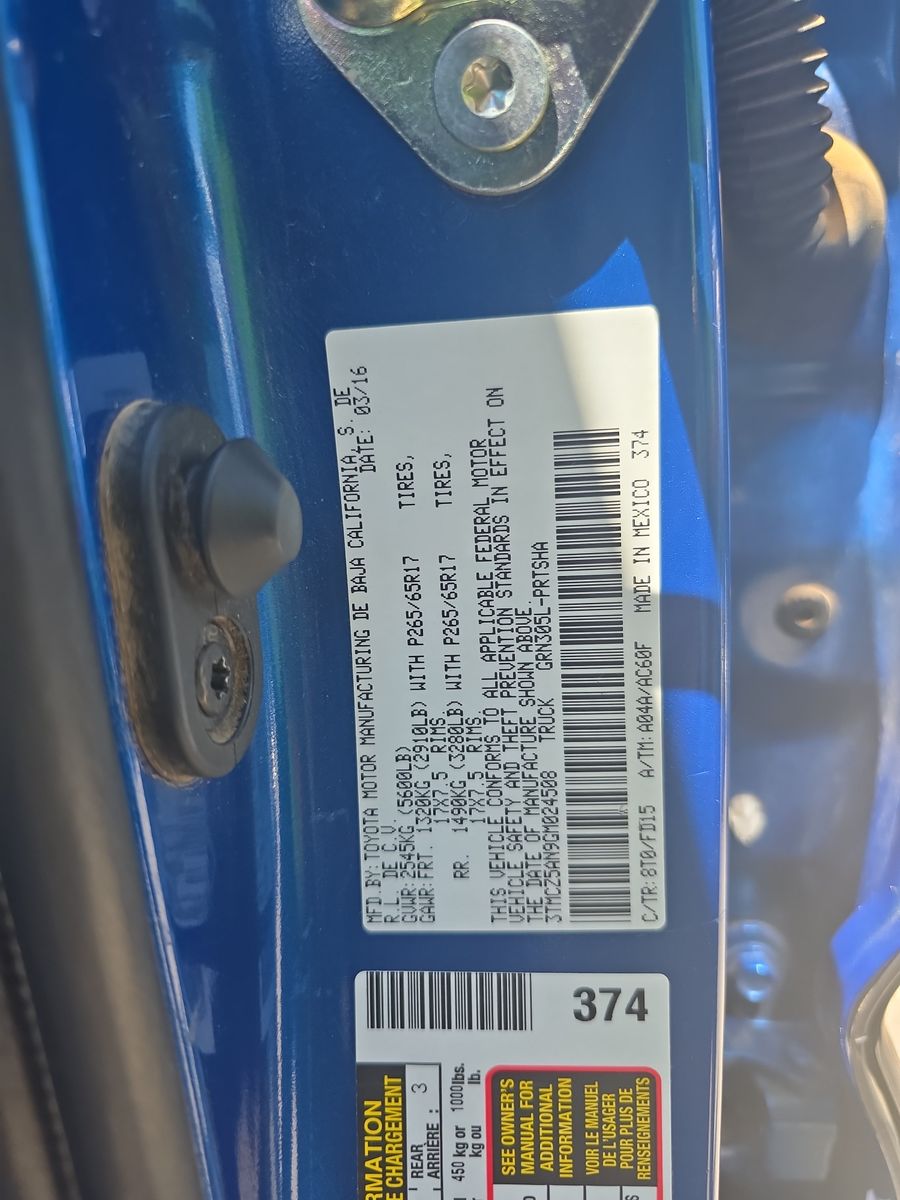 MFD. BY: TOYOTA MOTOR MANUFACTURING DE BAJA CALIFORNIA, S. DE
R.L. DE C.V. DATE: 03/16
GVWR: 2545KG (5600LB)
GAWR: FRT. 1320KG (2910LB) WITH P265/65R17 TIRES,
17X7.5 RIMS.
RR. 1490KG (3280LB) WITH P265/65R17 TIRES,
17X7.5 RIMS.
THIS VEHICLE CONFORMS TO ALL APPLICABLE FEDERAL MOTOR
VEHICLE SAFETY AND THEFT PREVENTION STANDARDS IN EFFECT ON
THE DATE OF MANUFACTURE SHOWN ABOVE.
3TMCZ5AN9GM024508 TRUCK GRN305L-PRTSHA
C/TR: 8T0/FD15 A/TM: A04A/AC60F MADE IN MEXICO 374
374
RMATION
E CHARGEMENT
REAR
ARRIÈRE : 3
450 kg or 1000lbs.
kg ou lb.
SEE OWNER'S
MANUAL FOR
ADDITIONAL
INFORMATION
VOIR LE MANUEL
DE L'USAGER
POUR PLUS DE
RENSEIGNEMENTS